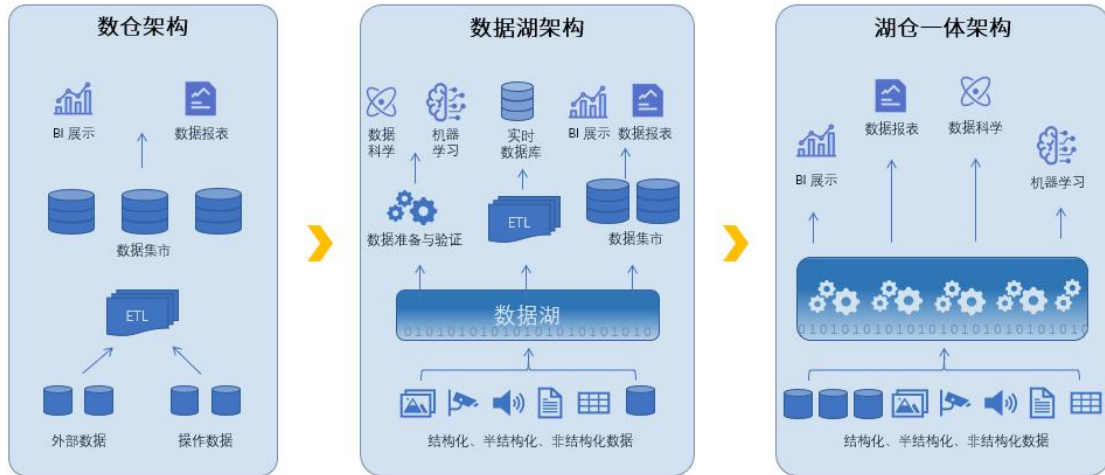 数仓架构
BI 展示
数据报表
数据集市
ETL
外部数据
操作数据
数据湖架构
数据
科学
机器
学习
实时
数据库
BI 展示
数据报表
数据准备与验证
ETL
数据集市
数据湖
010101010101010101010101010
结构化、半结构化、非结构化数据
湖仓一体架构
BI 展示
数据报表
数据科学
机器学习
0101010101010101010101010101010
结构化、半结构化、非结构化数据